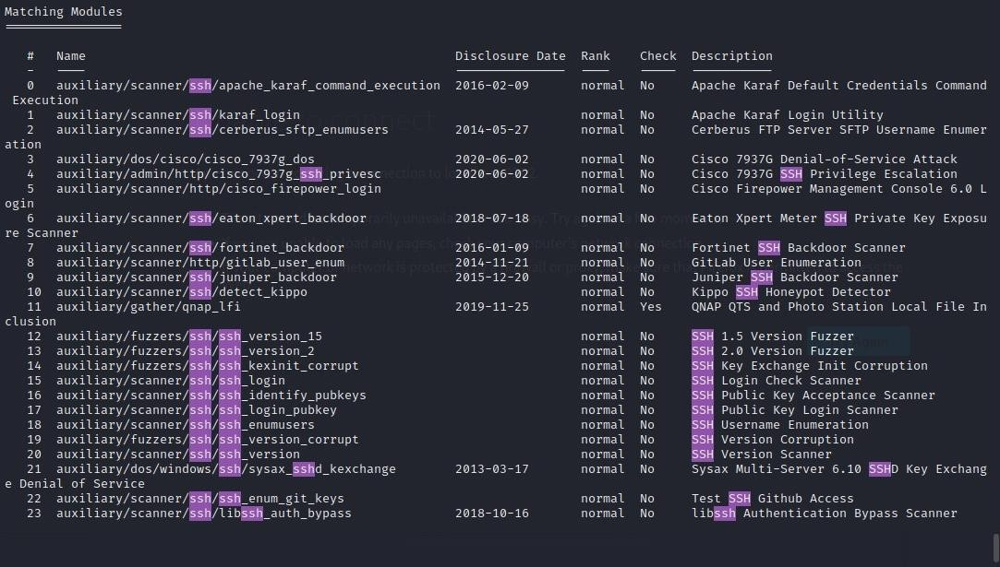 Matching Modules
# Name Disclosure Date Rank Check Description
0 auxiliary/scanner/ssh/apache_karaf_command_execution 2016-02-09 normal No Apache Karaf Default Credentials Command
Execution
1 auxiliary/scanner/ssh/karaf_login normal No Apache Karaf Login Utility
2 auxiliary/scanner/ssh/cerberus_sftp_enumusers 2014-05-27 normal No Cerberus FTP Server SFTP Username Enumer
ation
3 auxiliary/dos/cisco/cisco_7937g_dos 2020-06-02 normal No Cisco 7937G Denial-of-Service Attack
4 auxiliary/admin/http/cisco_7937g_ssh_privesc 2020-06-02 normal No Cisco 7937G SSH Privilege Escalation
5 auxiliary/scanner/http/cisco_firepower_login normal No Cisco Firepower Management Console 6.0 L
ogin
6 auxiliary/scanner/ssh/eaton_xpert_backdoor 2018-07-18 normal No Eaton Xpert Meter SSH Private Key Exposu
re Scanner
7 auxiliary/scanner/ssh/fortinet_backdoor 2016-01-09 normal No Fortinet SSH Backdoor Scanner
8 auxiliary/scanner/http/gitlab_user_enum 2014-11-21 normal No GitLab User Enumeration
9 auxiliary/scanner/ssh/juniper_backdoor 2015-12-20 normal No Juniper SSH Backdoor Scanner
10 auxiliary/scanner/ssh/detect_kippo normal No Kippo SSH Honeypot Detector
11 auxiliary/gather/qnap_lfi 2019-11-25 normal Yes QNAP QTS and Photo Station Local File In
clusion
12 auxiliary/fuzzers/ssh/ssh_version_15 normal No SSH 1.5 Version Fuzzer
13 auxiliary/fuzzers/ssh/ssh_version_2 normal No SSH 2.0 Version Fuzzer
14 auxiliary/fuzzers/ssh/ssh_kexinit_corrupt normal No SSH Key Exchange Init Corruption
15 auxiliary/scanner/ssh/ssh_login normal No SSH Login Check Scanner
16 auxiliary/scanner/ssh/ssh_identify_pubkeys normal No SSH Public Key Acceptance Scanner
17 auxiliary/scanner/ssh/ssh_login_pubkey normal No SSH Public Key Login Scanner
18 auxiliary/scanner/ssh/ssh_enumusers normal No SSH Username Enumeration
19 auxiliary/fuzzers/ssh/ssh_version_corrupt normal No SSH Version Corruption
20 auxiliary/scanner/ssh/ssh_version normal No SSH Version Scanner
21 auxiliary/dos/windows/ssh/sysax_sshd_kexchange 2013-03-17 normal No Sysax Multi-Server 6.10 SSHD Key Exchang
e Denial of Service
22 auxiliary/scanner/ssh/ssh_enum_git_keys normal No Test SSH Github Access
23 auxiliary/scanner/ssh/libssh_auth_bypass 2018-10-16 normal No libssh Authentication Bypass Scanner